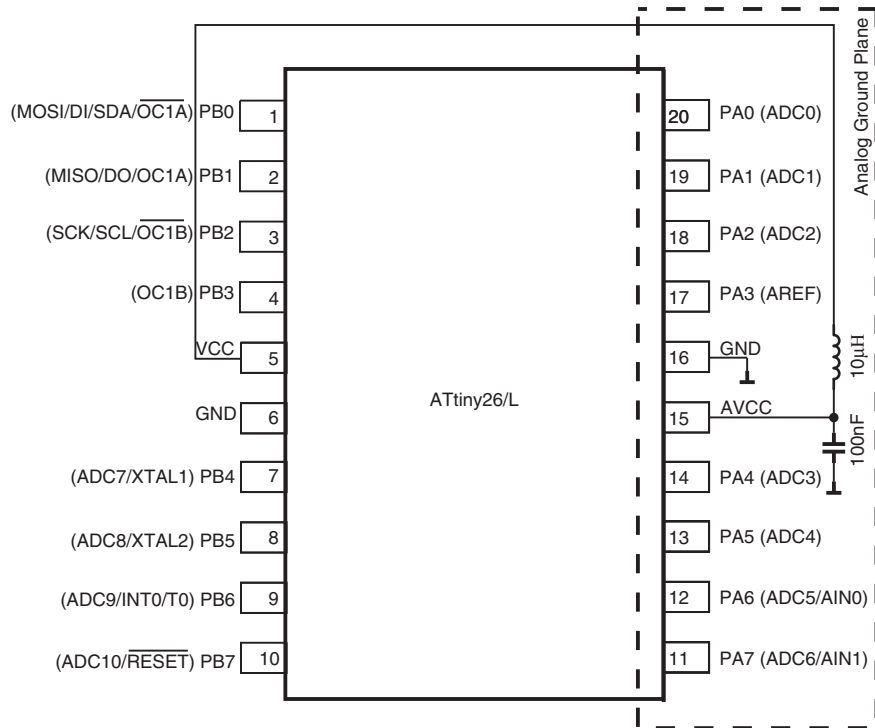 Analog Ground Plane
(MOSI/DI/SDA/OC1A) PB0
1
20
PA0 (ADC0)
(MISO/DO/OC1A) PB1
2
19
PA1 (ADC1)
(SCK/SCL/OC1B) PB2
3
18
PA2 (ADC2)
(OC1B) PB3
4
17
PA3 (AREF)
VCC
5
16
GND
10µH
GND
6
ATtiny26/L
15
AVCC
100nF
(ADC7/XTAL1) PB4
7
14
PA4 (ADC3)
(ADC8/XTAL2) PB5
8
13
PA5 (ADC4)
(ADC9/INT0/T0) PB6
9
12
PA6 (ADC5/AIN0)
(ADC10/RESET) PB7
10
11
PA7 (ADC6/AIN1)